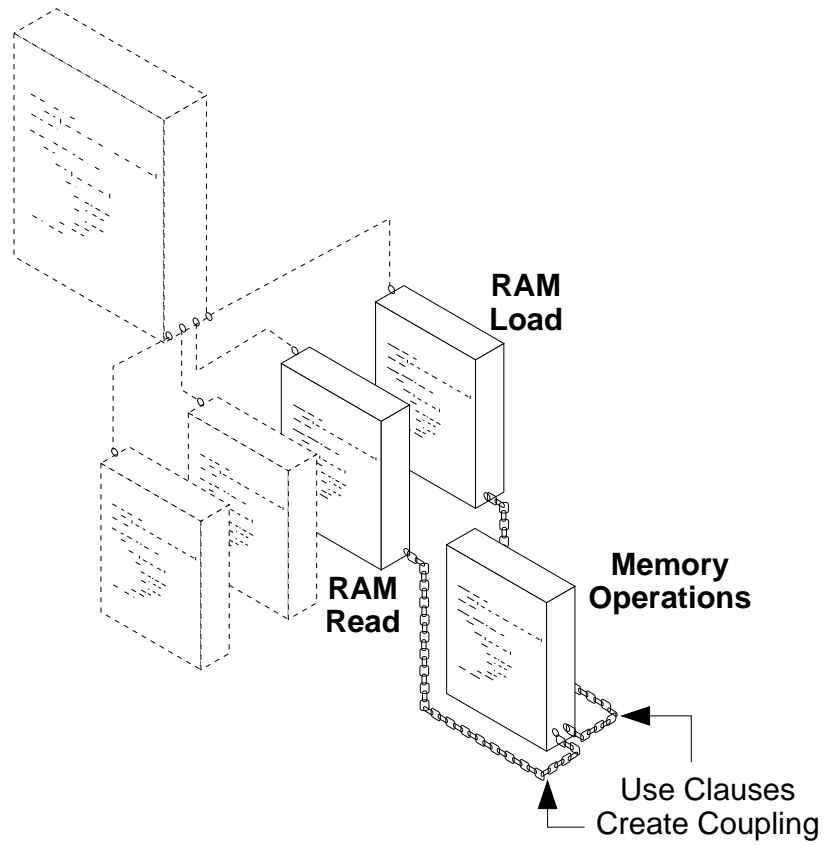 RAM
Load
RAM
Read
Memory
Operations
Use Clauses
Create Coupling